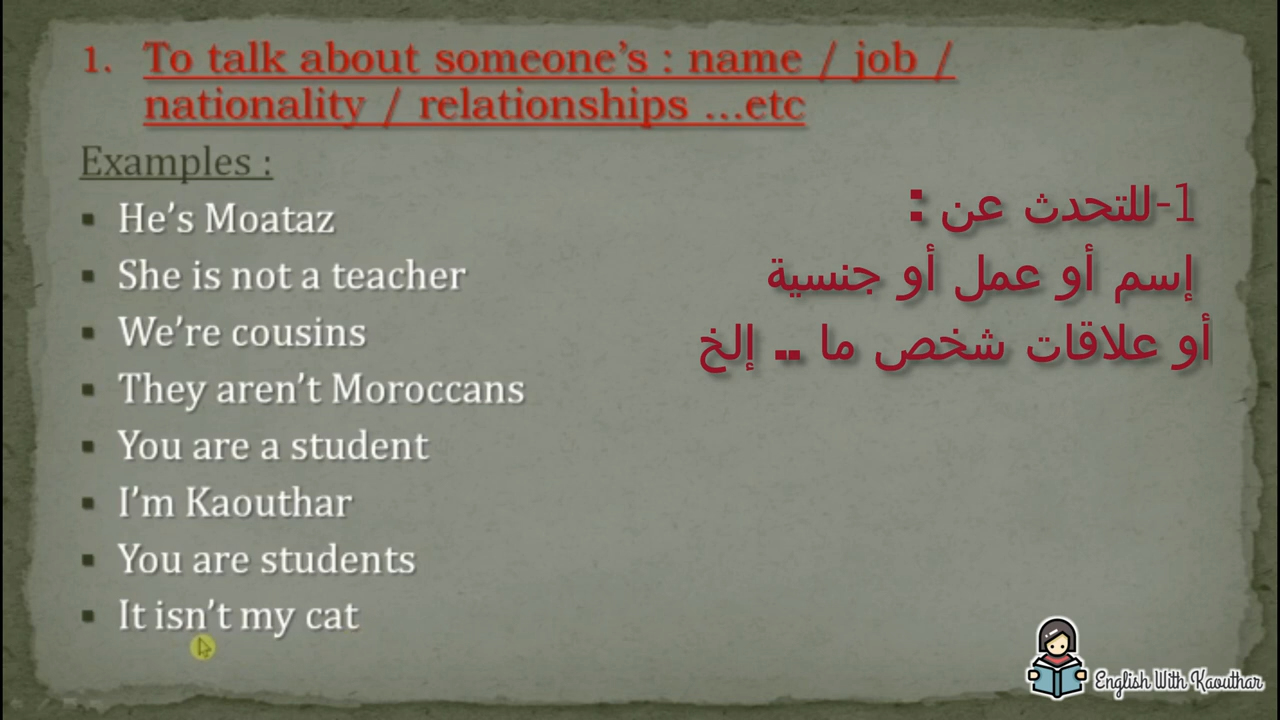 1. To talk about someone’s : name / job /
nationality / relationships ...etc
Examples :
▪ He’s Moataz
▪ She is not a teacher
▪ We’re cousins
▪ They aren’t Moroccans
▪ You are a student
▪ I’m Kaouthar
▪ You are students
▪ It isn’t my cat
1-للتحدث عن :
إسم أو عمل أو جنسية
أو علاقات شخص ما .. إلخ
English With Kaouthar